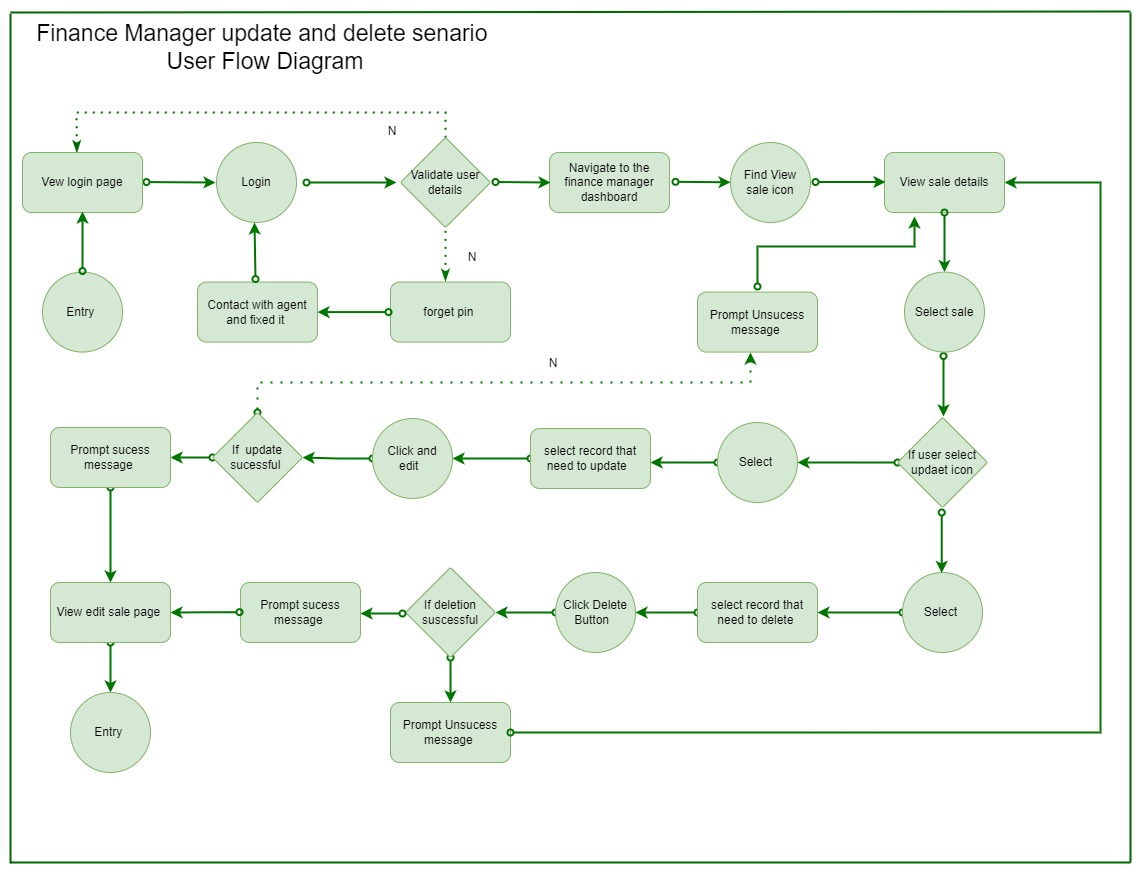 Finance Manager update and delete senario
User Flow Diagram
N
Vew login page
Login
Validate user
details
Navigate to the
finance manager
dashboard
Find View
sale icon
View sale details
N
Entry
Contact with agent
and fixed it
forget pin
Prompt Unsucess
message
Select sale
N
Prompt sucess
message
If  update
sucessful
Click and
edit
select record that
need to update
Select
If user select
updaet icon
View edit sale page
Prompt sucess
message
If deletion
suscessful
Click Delete
Button
select record that
need to delete
Select
Entry
Prompt Unsucess
message